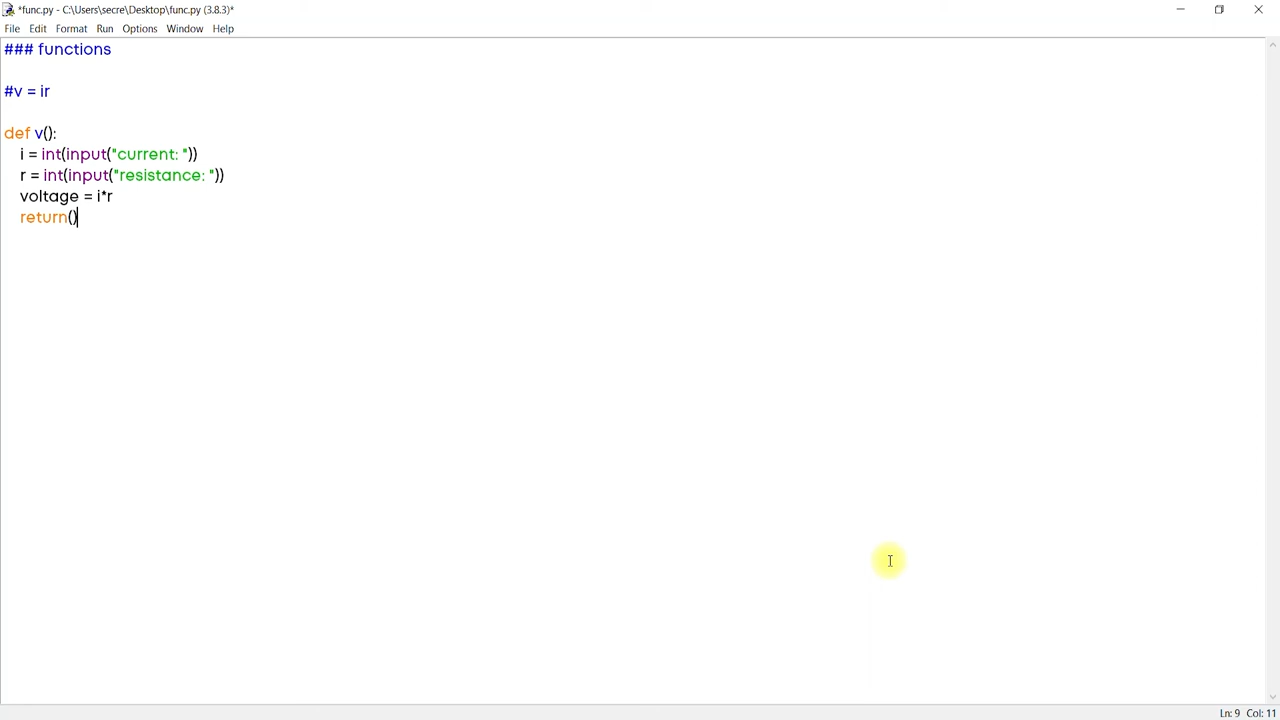 *func.py - C:\Users\secre\Desktop\func.py (3.8.3)*
File Edit Format Run Options Window Help
### functions
#v = ir
def v():
    i = int(input("current: "))
    r = int(input("resistance: "))
    voltage = i*r
    return()
Ln: 9 Col: 11